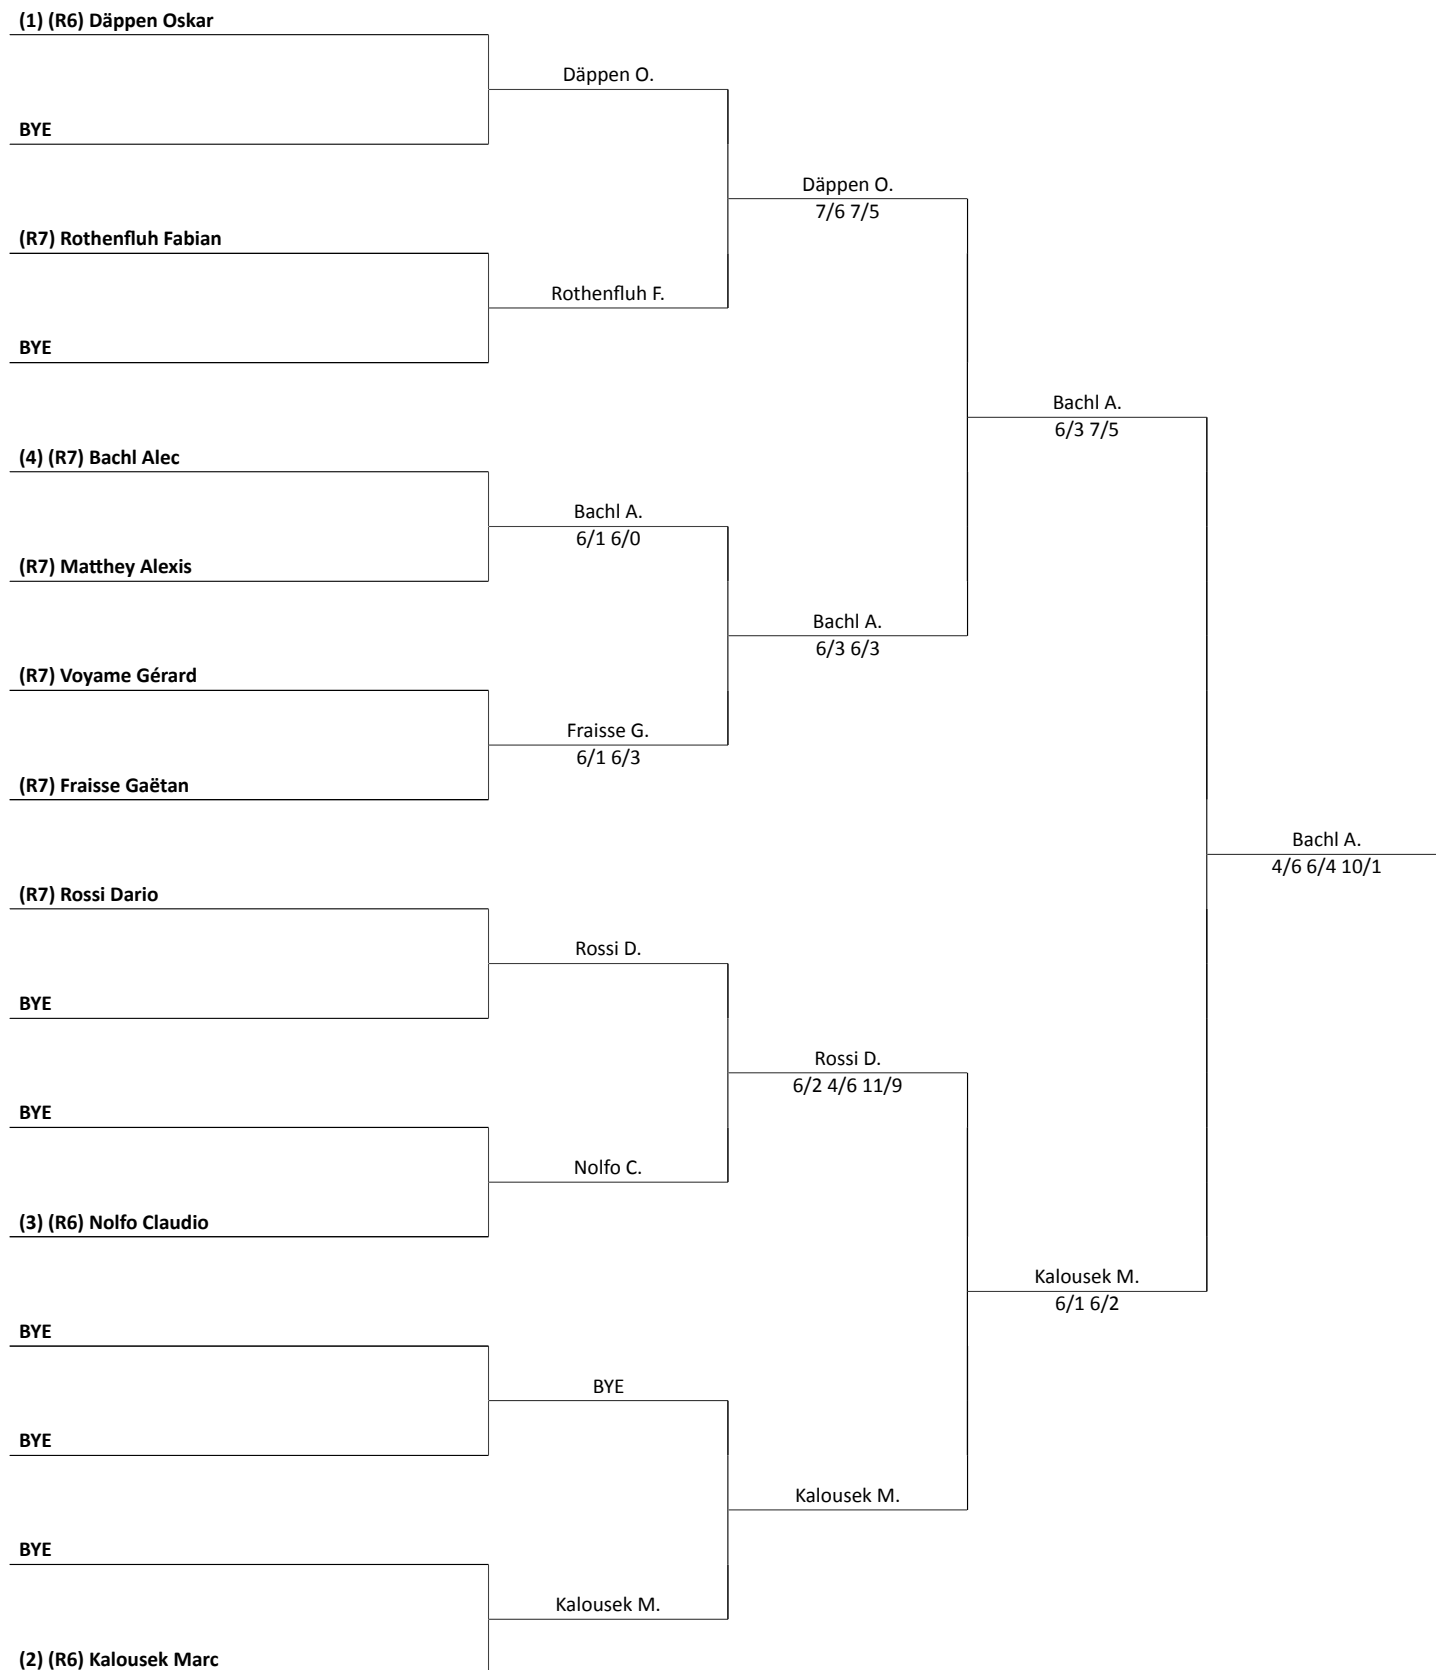 (1) (R6) Däppen Oskar
Däppen O.
BYE
Däppen O.
7/6 7/5
(R7) Rothenfluh Fabian
Rothenfluh F.
BYE
Bachl A.
6/3 7/5
(4) (R7) Bachl Alec
Bachl A.
6/1 6/0
(R7) Matthey Alexis
Bachl A.
6/3 6/3
(R7) Voyame Gérard
Fraisse G.
6/1 6/3
(R7) Fraisse Gaëtan
Bachl A.
4/6 6/4 10/1
(R7) Rossi Dario
Rossi D.
BYE
Rossi D.
6/2 4/6 11/9
BYE
Nolfo C.
(3) (R6) Nolfo Claudio
Kalousek M.
6/1 6/2
BYE
BYE
BYE
Kalousek M.
BYE
Kalousek M.
(2) (R6) Kalousek Marc